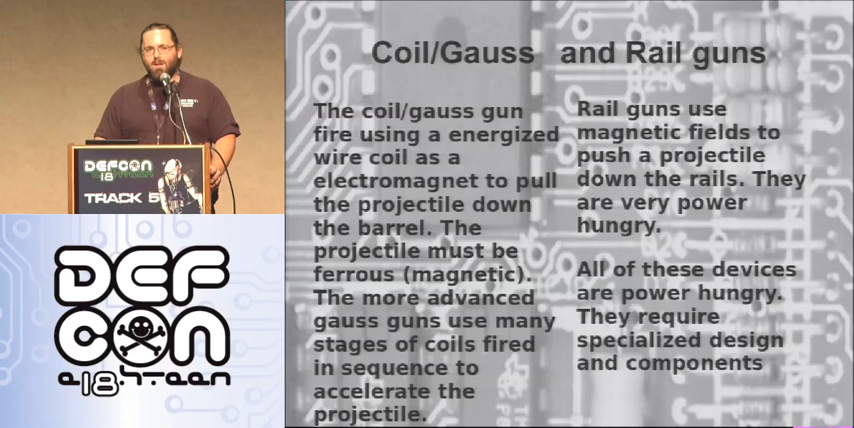 DEFCON
18
TRACK 5
DEF
CON
e18hteen
Coil/Gauss and Rail guns
The coil/gauss gun
fire using a energized
wire coil as a
electromagnet to pull
the projectile down
the barrel. The
projectile must be
ferrous (magnetic).
The more advanced
gauss guns use many
stages of coils fired
in sequence to
accelerate the
projectile.
Rail guns use
magnetic fields to
push a projectile
down the rails. They
are very power
hungry.
All of these devices
are power hungry.
They require
specialized design
and components